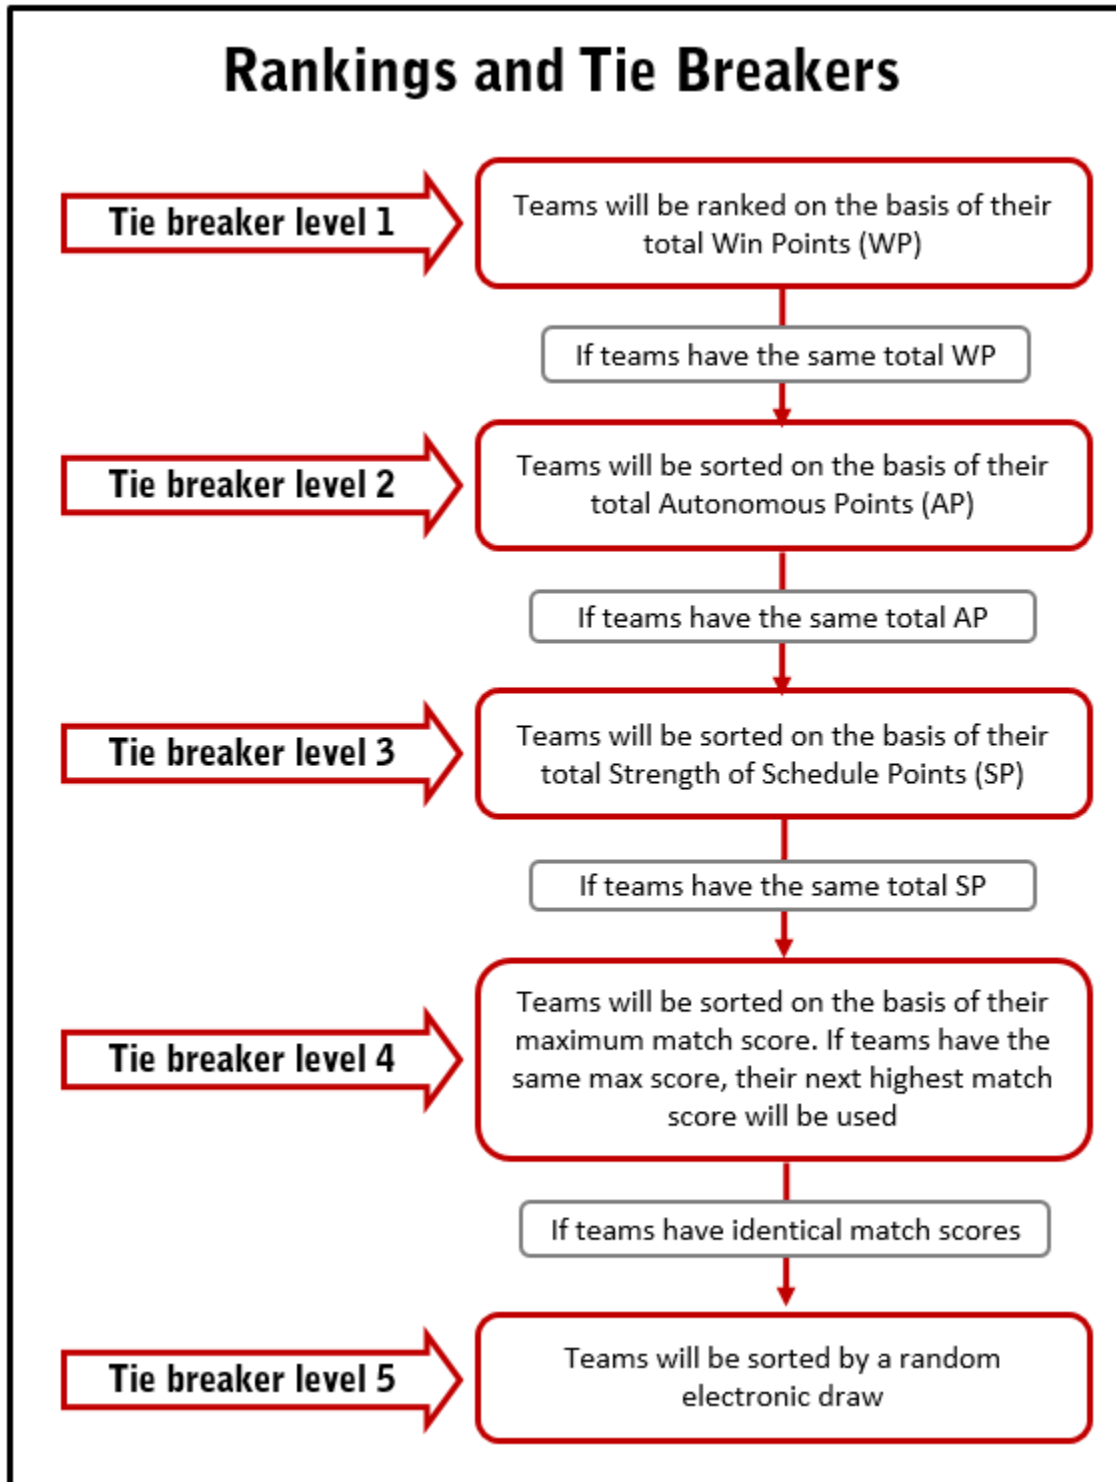 Rankings and Tie Breakers
Tie breaker level 1
Teams will be ranked on the basis of their
total Win Points (WP)
If teams have the same total WP
Tie breaker level 2
Teams will be sorted on the basis of their
total Autonomous Points (AP)
If teams have the same total AP
Tie breaker level 3
Teams will be sorted on the basis of their
total Strength of Schedule Points (SP)
If teams have the same total SP
Tie breaker level 4
Teams will be sorted on the basis of their
maximum match score. If teams have the
same max score, their next highest match
score will be used
If teams have identical match scores
Tie breaker level 5
Teams will be sorted by a random
electronic draw